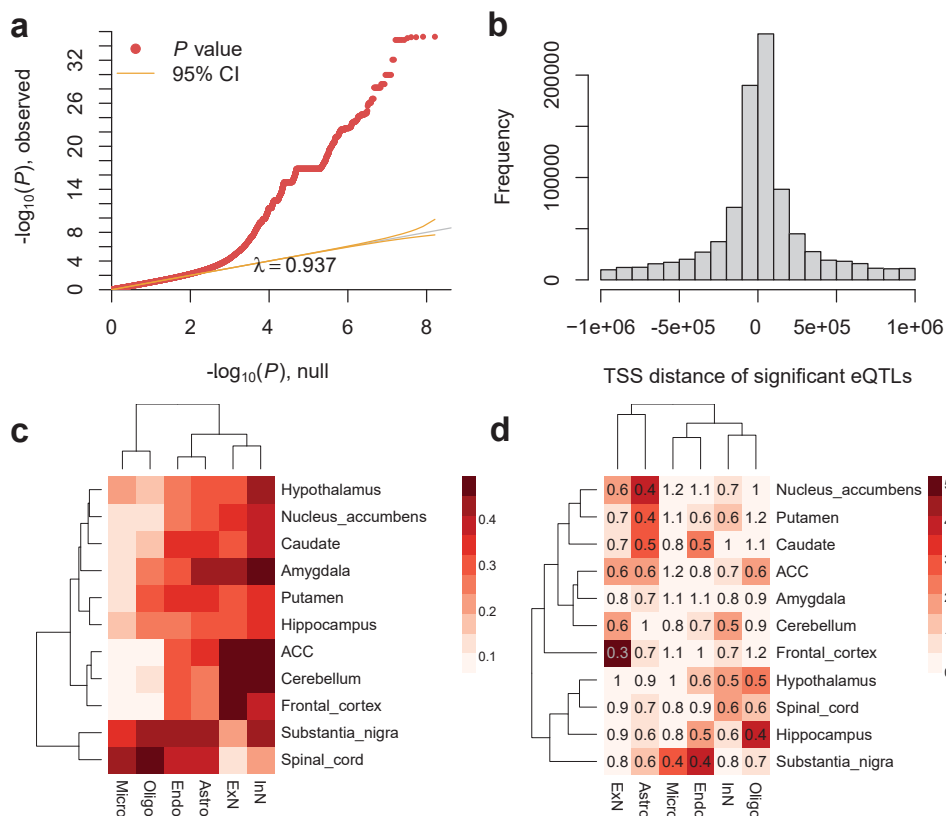 a
P value
95% CI
-log10(P), observed
0 4 8 14 20 26 32
λ = 0.937
0 2 4 6 8
-log10(P), null
b
Frequency
0 100000 200000
−1e+06 -5e+05 0 5e+05 1e+06
TSS distance of significant eQTLs
c
Hypothalamus
Nucleus_accumbens
Caudate
Amygdala
Putamen
Hippocampus
ACC
Cerebellum
Frontal_cortex
Substantia_nigra
Spinal_cord
Micro Oligo Endo Astro ExN InN
0.4
0.3
0.2
0.1
d
0.6 0.4 1.2 1.1 0.7 1 Nucleus_accumbens
0.7 0.4 1.1 0.6 0.6 1.2 Putamen
0.7 0.5 0.8 0.5 1 1.1 Caudate
0.6 0.6 1.2 0.8 0.7 0.6 ACC
0.8 0.7 1.1 1.1 0.8 0.9 Amygdala
0.6 1 0.8 0.7 0.5 0.9 Cerebellum
0.3 0.7 1.1 1 0.7 1.2 Frontal_cortex
1 0.9 1 0.6 0.5 0.5 Hypothalamus
0.9 0.7 0.8 0.9 0.6 0.6 Spinal_cord
0.9 0.6 0.8 0.5 0.6 0.4 Hippocampus
0.8 0.6 0.4 0.4 0.8 0.7 Substantia_nigra
ExN Astro Micro Endo InN Oligo